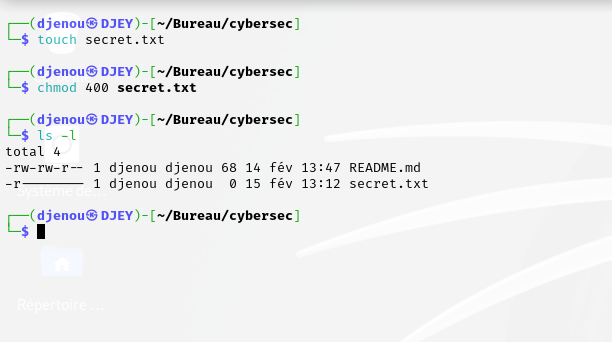 ┌──(djenou㉿DJEY)-[~/Bureau/cybersec]
└─$ touch secret.txt
┌──(djenou㉿DJEY)-[~/Bureau/cybersec]
└─$ chmod 400 secret.txt
┌──(djenou㉿DJEY)-[~/Bureau/cybersec]
└─$ ls -l
total 4
-rw-rw-r-- 1 djenou djenou 68 14 fév 13:47 README.md
-r-------- 1 djenou djenou  0 15 fév 13:12 secret.txt
Système de...
┌──(djenou㉿DJEY)-[~/Bureau/cybersec]
└─$
Répertoire ...